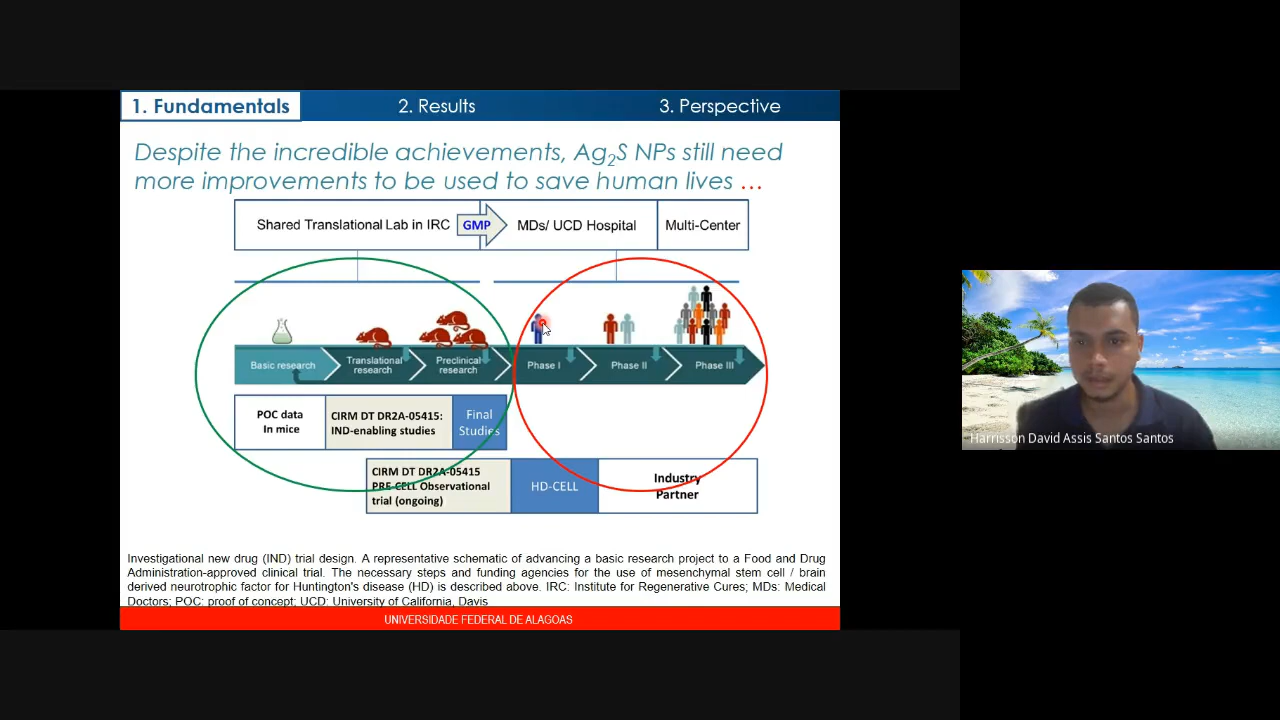 1. Fundamentals
2. Results
3. Perspective
Despite the incredible achievements, Ag₂S NPs still need
more improvements to be used to save human lives ...
Shared Translational Lab in IRC
GMP
MDs/ UCD Hospital
Multi-Center
Basic research
Translational
research
Preclinical
research
Phase I
Phase II
Phase III
POC data
In mice
CIRM DT DR2A-05415:
IND-enabling studies
Final
Studies
CIRM DT DR2A-05415
PRE-CELL Observational
trial (ongoing)
HD-CELL
Industry
Partner
Investigational new drug (IND) trial design. A representative schematic of advancing a basic research project to a Food and Drug
Administration-approved clinical trial. The necessary steps and funding agencies for the use of mesenchymal stem cell / brain
derived neurotrophic factor for Huntington's disease (HD) is described above. IRC: Institute for Regenerative Cures; MDs: Medical
Doctors; POC: proof of concept; UCD: University of California, Davis
UNIVERSIDADE FEDERAL DE ALAGOAS
Harrisson David Assis Santos Santos